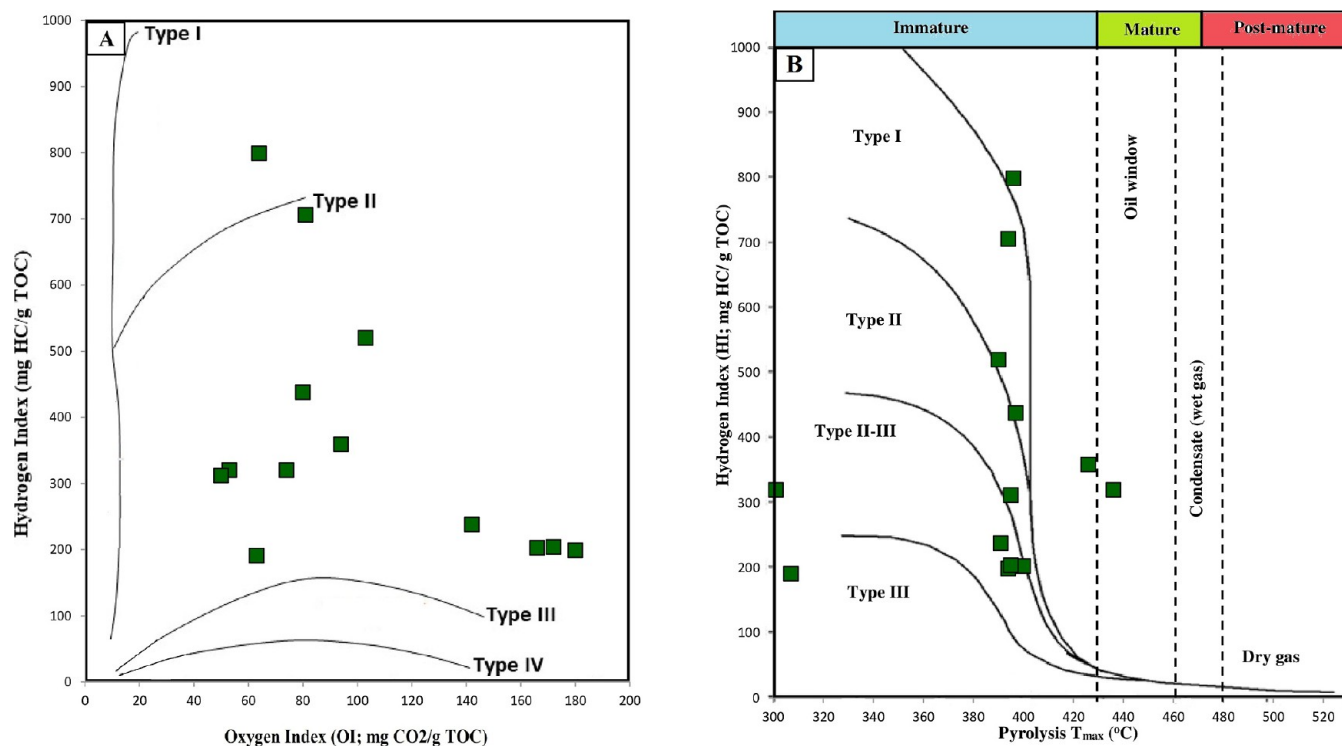 A
Type I
Type II
Type III
Type IV
1000
900
800
700
600
500
400
300
200
100
0
0 20 40 60 80 100 120 140 160 180 200
Hydrogen Index (mg HC/g TOC)
Oxygen Index (OI; mg CO2/g TOC)
Immature Mature Post-mature
B
Type I
Type II
Type II-III
Type III
Oil window
Condensate (wet gas)
Dry gas
1000
900
800
700
600
500
400
300
200
100
0
300 320 340 360 380 400 420 440 460 480 500 520
Hydrogen Index (HI; mg HC/ g TOC)
Pyrolysis Tmax (°C)